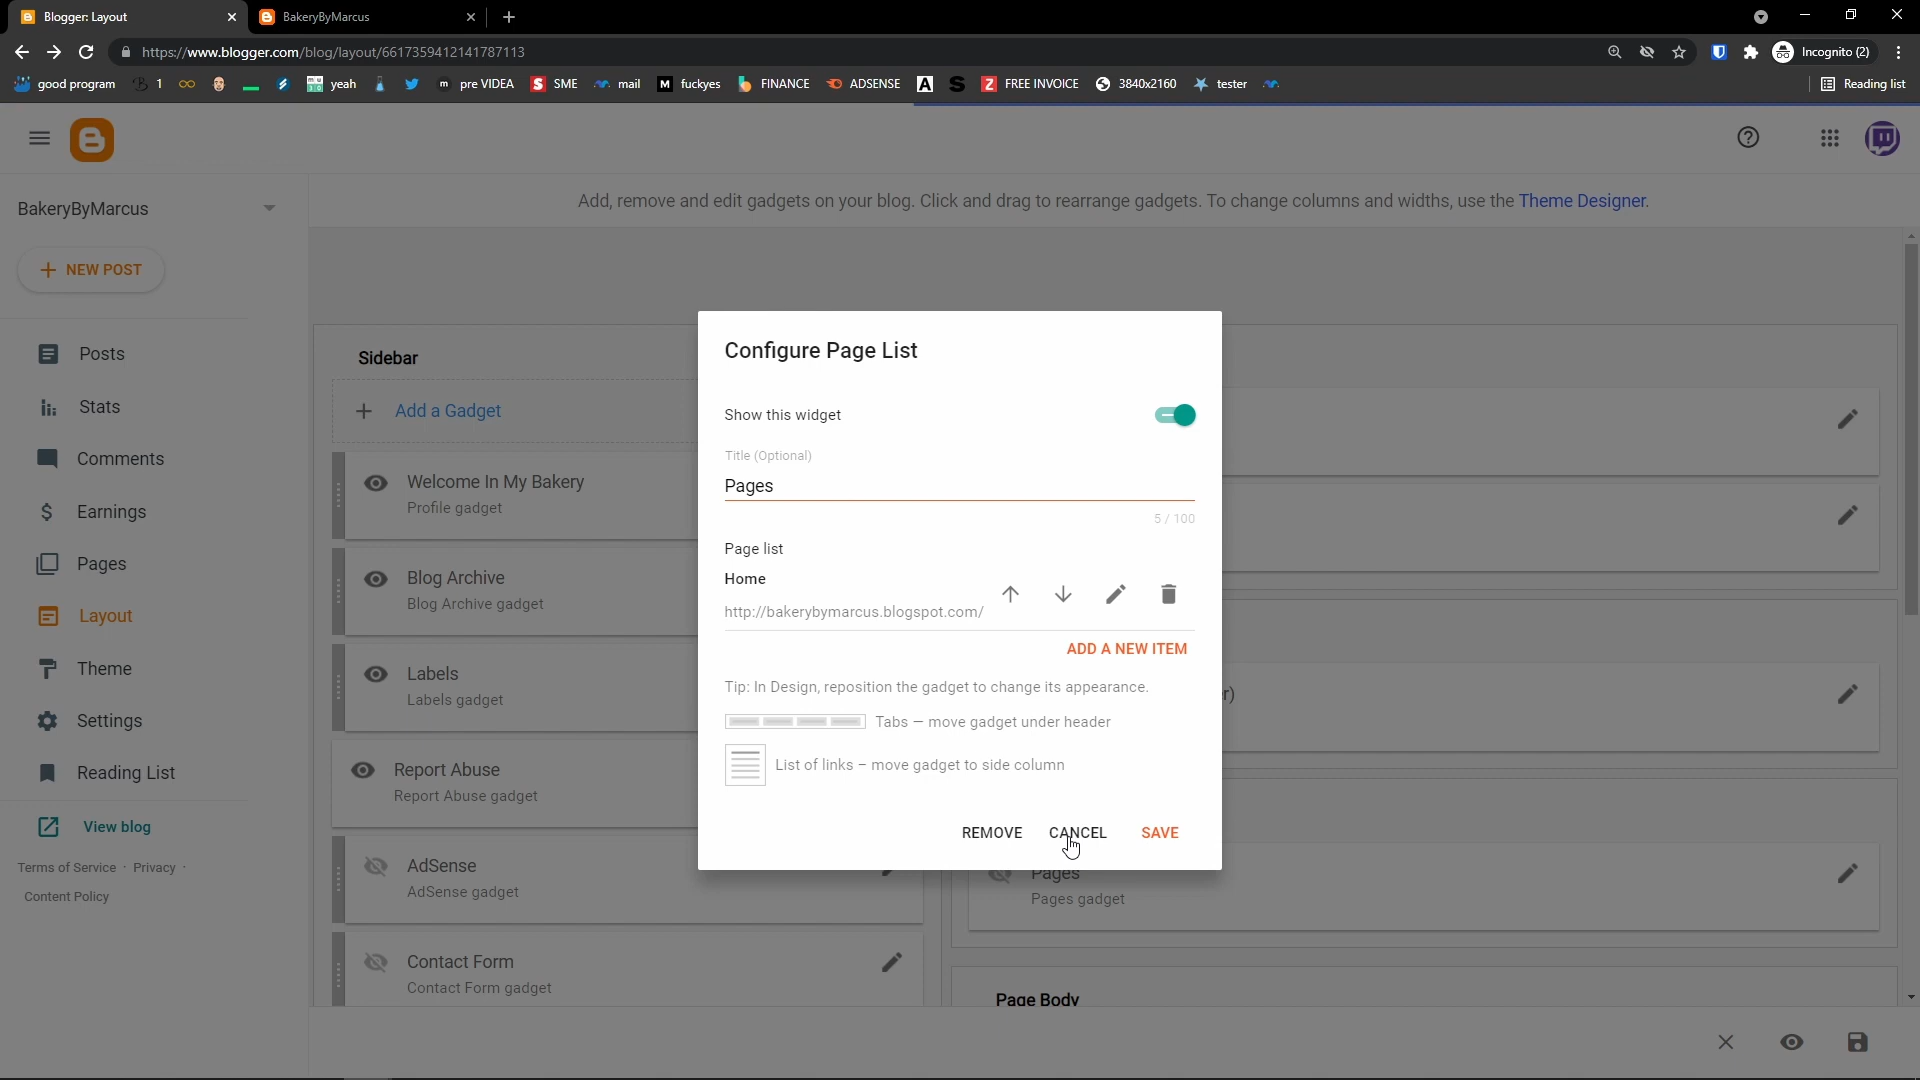 Blogger: Layout
BakeryByMarcus
https://www.blogger.com/blog/layout/6617359412141787113
Incognito (2)
good program
1
yeah
pre VIDEA
SME
mail
fuckyes
FINANCE
ADSENSE
FREE INVOICE
3840x2160
tester
Reading list
BakeryByMarcus
Add, remove and edit gadgets on your blog. Click and drag to rearrange gadgets. To change columns and widths, use the Theme Designer.
NEW POST
Posts
Stats
Comments
Earnings
Pages
Layout
Theme
Settings
Reading List
View blog
Terms of Service · Privacy ·
Content Policy
Sidebar
Add a Gadget
Welcome In My Bakery
Profile gadget
Blog Archive
Blog Archive gadget
Labels
Labels gadget
Report Abuse
Report Abuse gadget
AdSense
AdSense gadget
Contact Form
Contact Form gadget
Configure Page List
Show this widget
Title (Optional)
Pages
5 / 100
Page list
Home
http://bakerybymarcus.blogspot.com/
ADD A NEW ITEM
Tip: In Design, reposition the gadget to change its appearance.
Tabs — move gadget under header
List of links – move gadget to side column
REMOVE
CANCEL
SAVE
r)
Pages
Pages gadget
Page Body